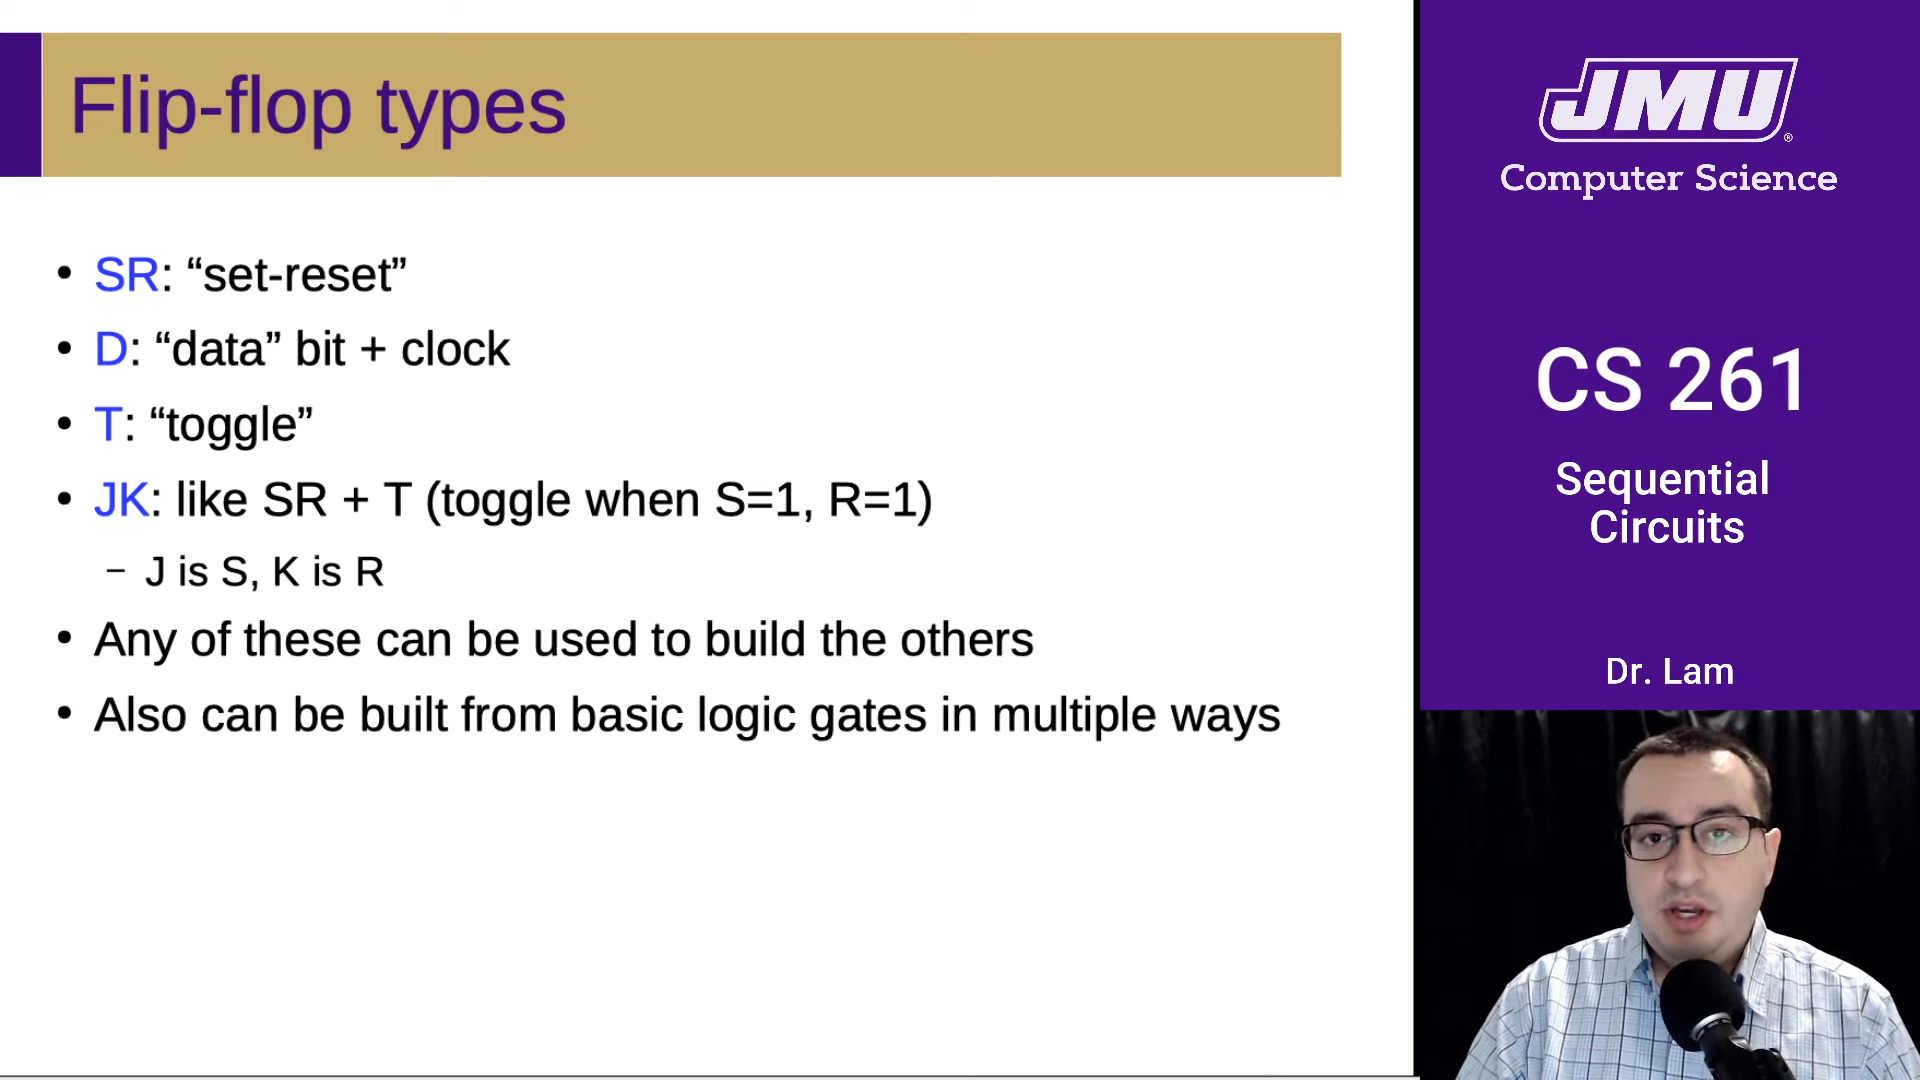 Flip-flop types
• SR: “set-reset”
• D: “data” bit + clock
• T: “toggle”
• JK: like SR + T (toggle when S=1, R=1)
– J is S, K is R
• Any of these can be used to build the others
• Also can be built from basic logic gates in multiple ways
JMU®
Computer Science
CS 261
Sequential
Circuits
Dr. Lam